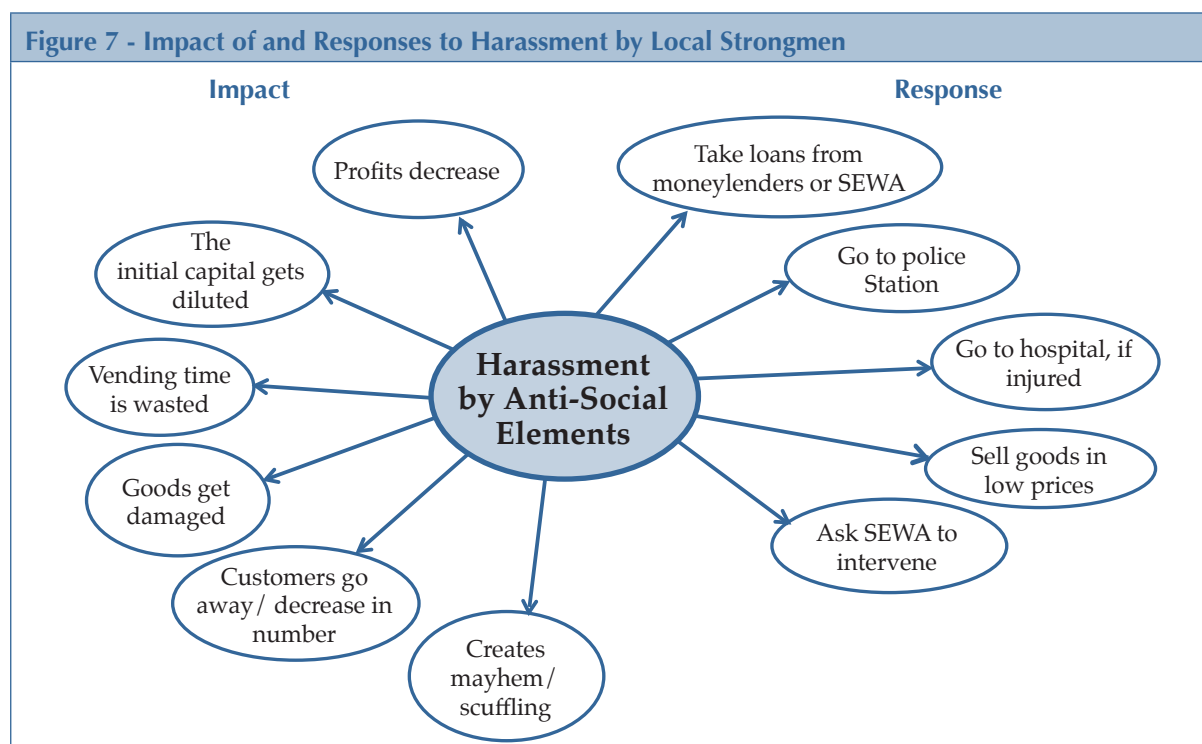 Figure 7 - Impact of and Responses to Harassment by Local Strongmen
Impact
Response
Profits decrease
The
initial capital gets
diluted
Vending time
is wasted
Goods get
damaged
Customers go
away/ decrease in
number
Creates
mayhem/
scuffling
Harassment
by Anti-Social
Elements
Take loans from
moneylenders or SEWA
Go to police
Station
Go to hospital, if
injured
Sell goods in
low prices
Ask SEWA to
intervene